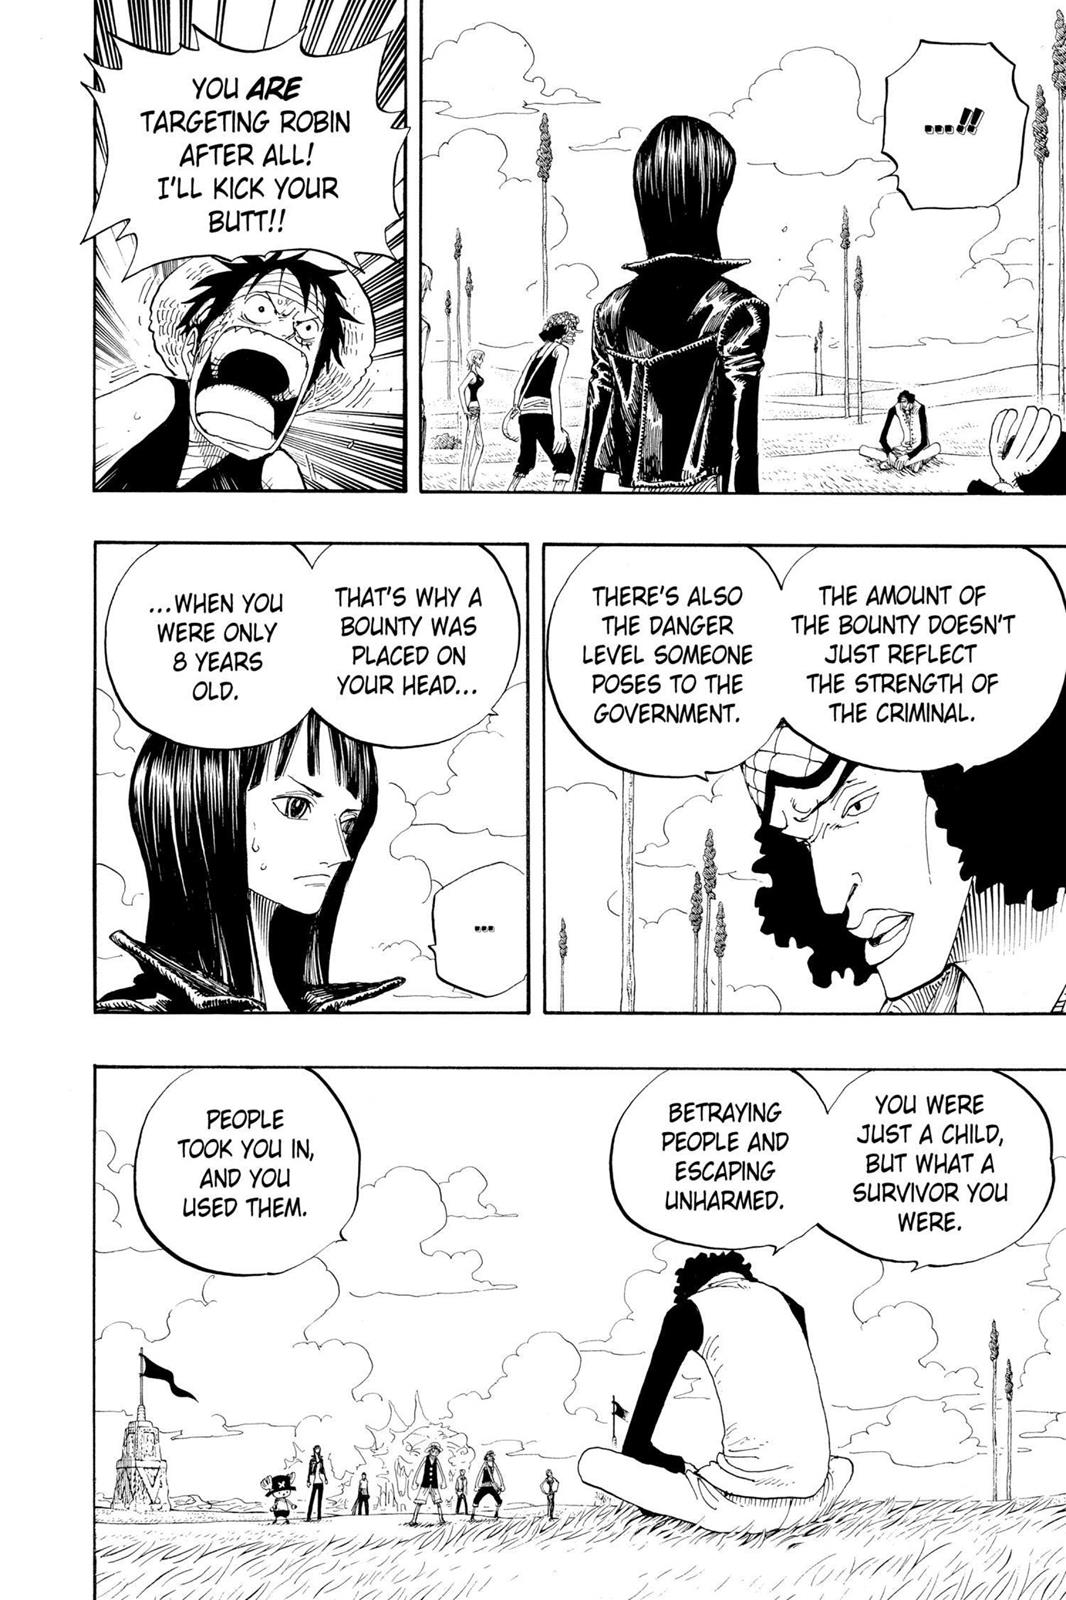 ...!!
YOU ARE
TARGETING ROBIN
AFTER ALL!
I'LL KICK YOUR
BUTT!!
THE AMOUNT OF
THE BOUNTY DOESN'T
JUST REFLECT
THE STRENGTH OF
THE CRIMINAL.
THERE'S ALSO
THE DANGER
LEVEL SOMEONE
POSES TO THE
GOVERNMENT.
THAT'S WHY A
BOUNTY WAS
PLACED ON
YOUR HEAD...
...WHEN YOU
WERE ONLY
8 YEARS
OLD.
...
YOU WERE
JUST A CHILD,
BUT WHAT A
SURVIVOR YOU
WERE.
BETRAYING
PEOPLE AND
ESCAPING
UNHARMED.
PEOPLE
TOOK YOU IN,
AND YOU
USED THEM.